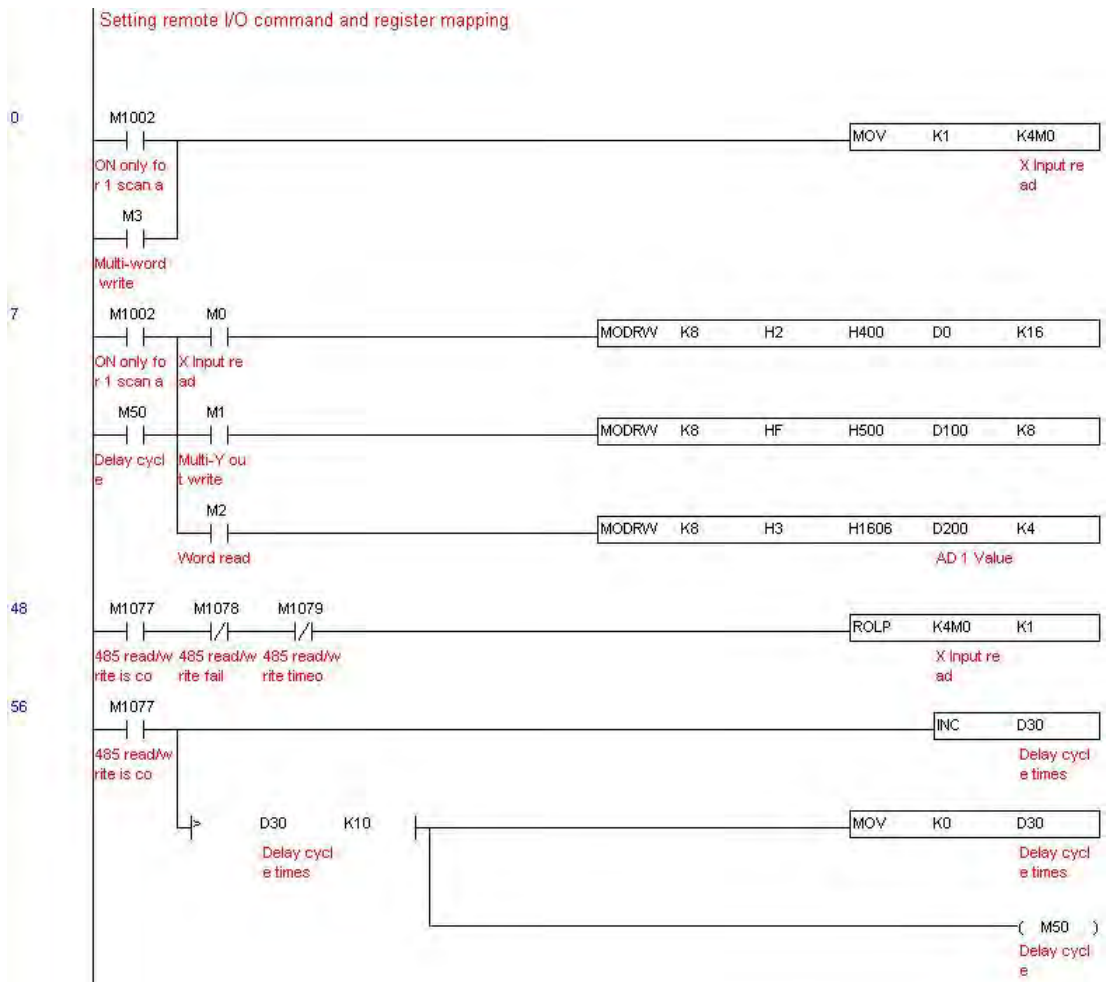 Setting remote I/O command and register mapping
0
M1002
MOV K1 K4M0
ON only fo
r 1 scan a
X Input re
ad
M3
Multi-word
write
7
M1002 M0
MODRW K8 H2 H400 D0 K16
ON only fo X Input re
r 1 scan a ad
M50 M1
MODRW K8 HF H500 D100 K8
Delay cycl Multi-Y ou
e t write
M2
MODRW K8 H3 H1606 D200 K4
Word read AD 1 Value
48
M1077 M1078 M1079
ROLP K4M0 K1
485 read/w 485 read/w 485 read/w X Input re
rite is co rite fail rite timeo ad
56
M1077
INC D30
485 read/w Delay cycl
rite is co e times
> D30 K10 MOV K0 D30
Delay cycl Delay cycl
e times e times
( M50 )
Delay cycl
e